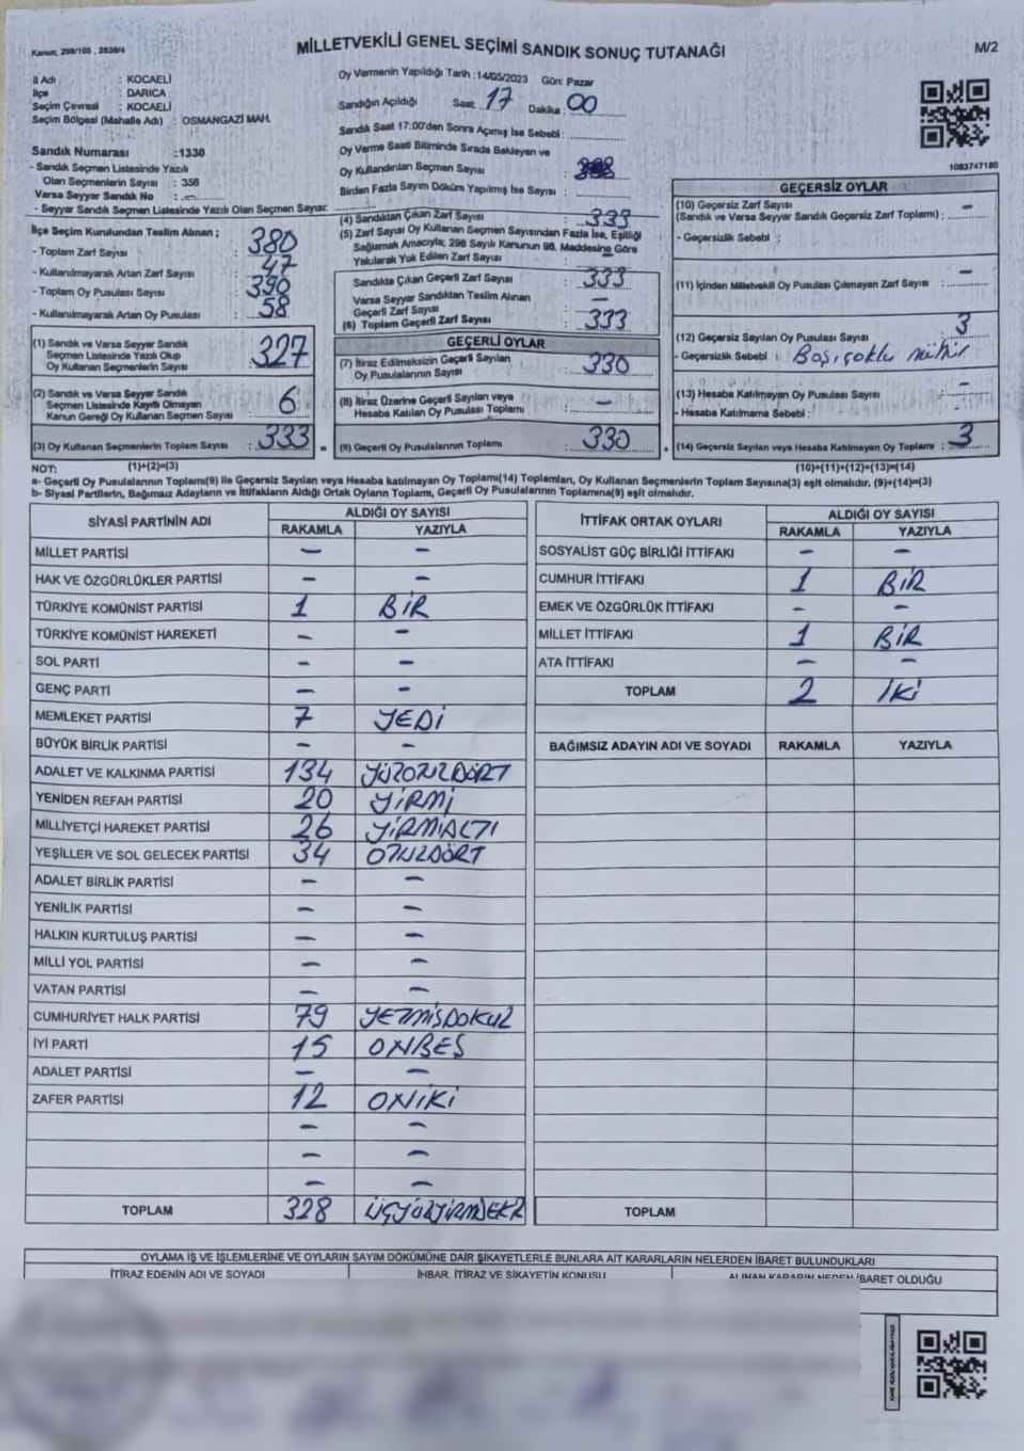 Kanun: 298/105, 2839/4
MİLLETVEKİLİ GENEL SEÇİMİ SANDIK SONUÇ TUTANAĞI
M/2
İl Adı : KOCAELİ
İlçe : DARICA
Seçim Çevresi : KOCAELİ
Seçim Bölgesi (Mahalle Adı) : OSMANGAZİ MAH.
Sandık Numarası :1330
- Sandık Seçmen Listesinde Yazılı
Olan Seçmenlerin Sayısı : 356
Varsa Seyyar Sandık No : -
- Seyyar Sandık Seçmen Listesinde Yazılı Olan Seçmen Sayısı:
İlçe Seçim Kurulundan Teslim Alınan ;
- Toplam Zarf Sayısı : 380
- Kullanılmayarak Artan Zarf Sayısı : 47
- Toplam Oy Pusulası Sayısı : 390
- Kullanılmayarak Artan Oy Pusulası : 58
(1) Sandık ve Varsa Seyyar Sandık
Seçmen Listesinde Yazılı Olup
Oy Kullanan Seçmenlerin Sayısı : 327
(2) Sandık ve Varsa Seyyar Sandık
Seçmen Listesinde Kayıtlı Olmayan
Kanun Gereği Oy Kullanan Seçmen Sayısı : 6
(3) Oy Kullanan Seçmenlerin Toplam Sayısı : 333
Oy Vermenin Yapıldığı Tarih :14/05/2023 Gün: Pazar
Sandığın Açıldığı Saat: 17 Dakika : 00
Sandık Saat 17:00'den Sonra Açılmış İse Sebebi :
Oy Verme Saati Bitiminde Sırada Bekleyen ve
Oy Kullandırılan Seçmen Sayısı :
Birden Fazla Sayım Döküm Yapılmış İse Sayısı :
(4) Sandıktan Çıkan Zarf Sayısı : 333
(5) Zarf Sayısı Oy Kullanan Seçmen Sayısından Fazla İse, Eşitliği
Sağlamak Amacıyla; 298 Sayılı Kanunun 98. Maddesine Göre
Yakılarak Yok Edilen Zarf Sayısı :
Sandıkta Çıkan Geçerli Zarf Sayısı : 333
Varsa Seyyar Sandıktan Teslim Alınan
Geçerli Zarf Sayısı : -
(6) Toplam Geçerli Zarf Sayısı : 333
GEÇERLİ OYLAR
(7) İtiraz Edilmeksizin Geçerli Sayılan
Oy Pusulalarının Sayısı : 330
(8) İtiraz Üzerine Geçerli Sayılan veya
Hesaba Katılan Oy Pusulası Toplamı : -
(9) Geçerli Oy Pusulalarının Toplamı : 330
1083747180
GEÇERSİZ OYLAR
(10) Geçersiz Zarf Sayısı
(Sandık ve Varsa Seyyar Sandık Geçersiz Zarf Toplamı) : -
- Geçersizlik Sebebi :
(11) İçinden Milletvekili Oy Pusulası Çıkmayan Zarf Sayısı : -
(12) Geçersiz Sayılan Oy Pusulası Sayısı : 3
- Geçersizlik Sebebi : Boş, çoklu mühür
(13) Hesaba Katılmayan Oy Pusulası Sayısı : -
- Hesaba Katılmama Sebebi :
(14) Geçersiz Sayılan veya Hesaba Katılmayan Oy Toplamı : 3
NOT: (1)+(2)=(3)
(10)+(11)+(12)+(13)=(14)
a- Geçerli Oy Pusulalarının Toplamı(9) ile Geçersiz Sayılan veya Hesaba katılmayan Oy Toplamı(14) Toplamları, Oy Kullanan Seçmenlerin Toplam Sayısına(3) eşit olmalıdır. (9)+(14)=(3)
b- Siyasi Partilerin, Bağımsız Adayların ve İttifakların Aldığı Ortak Oyların Toplamı, Geçerli Oy Pusulalarının Toplamına(9) eşit olmalıdır.
SİYASİ PARTİNİN ADI ALDIĞI OY SAYISI
RAKAMLA YAZIYLA
MİLLET PARTİSİ - -
HAK VE ÖZGÜRLÜKLER PARTİSİ - -
TÜRKİYE KOMÜNİST PARTİSİ 1 BİR
TÜRKİYE KOMÜNİST HAREKETİ - -
SOL PARTİ - -
GENÇ PARTİ - -
MEMLEKET PARTİSİ 7 YEDİ
BÜYÜK BİRLİK PARTİSİ - -
ADALET VE KALKINMA PARTİSİ 134 YÜZOTUZDÖRT
YENİDEN REFAH PARTİSİ 20 YİRMİ
MİLLİYETÇİ HAREKET PARTİSİ 26 YİRMİALTI
YEŞİLLER VE SOL GELECEK PARTİSİ 34 OTUZDÖRT
ADALET BİRLİK PARTİSİ - -
YENİLİK PARTİSİ - -
HALKIN KURTULUŞ PARTİSİ - -
MİLLİ YOL PARTİSİ - -
VATAN PARTİSİ - -
CUMHURİYET HALK PARTİSİ 79 YETMİŞDOKUZ
İYİ PARTİ 15 ONBEŞ
ADALET PARTİSİ - -
ZAFER PARTİSİ 12 ONİKİ
- -
- -
- -
TOPLAM 328 ÜÇYÜZYİRMİSEKİZ
İTTİFAK ORTAK OYLARI ALDIĞI OY SAYISI
RAKAMLA YAZIYLA
SOSYALİST GÜÇ BİRLİĞİ İTTİFAKI - -
CUMHUR İTTİFAKI 1 BİR
EMEK VE ÖZGÜRLÜK İTTİFAKI - -
MİLLET İTTİFAKI 1 BİR
ATA İTTİFAKI - -
TOPLAM 2 İKİ
BAĞIMSIZ ADAYIN ADI VE SOYADI RAKAMLA YAZIYLA
TOPLAM
OYLAMA İŞ VE İŞLEMLERİNE VE OYLARIN SAYIM DÖKÜMÜNE DAİR ŞİKAYETLERLE BUNLARA AİT KARARLARIN NELERDEN İBARET BULUNDUKLARI
İTİRAZ EDENİN ADI VE SOYADI İHBAR, İTİRAZ VE ŞİKAYETİN KONUSU ALINAN KARARIN NEDEN İBARET OLDUĞU